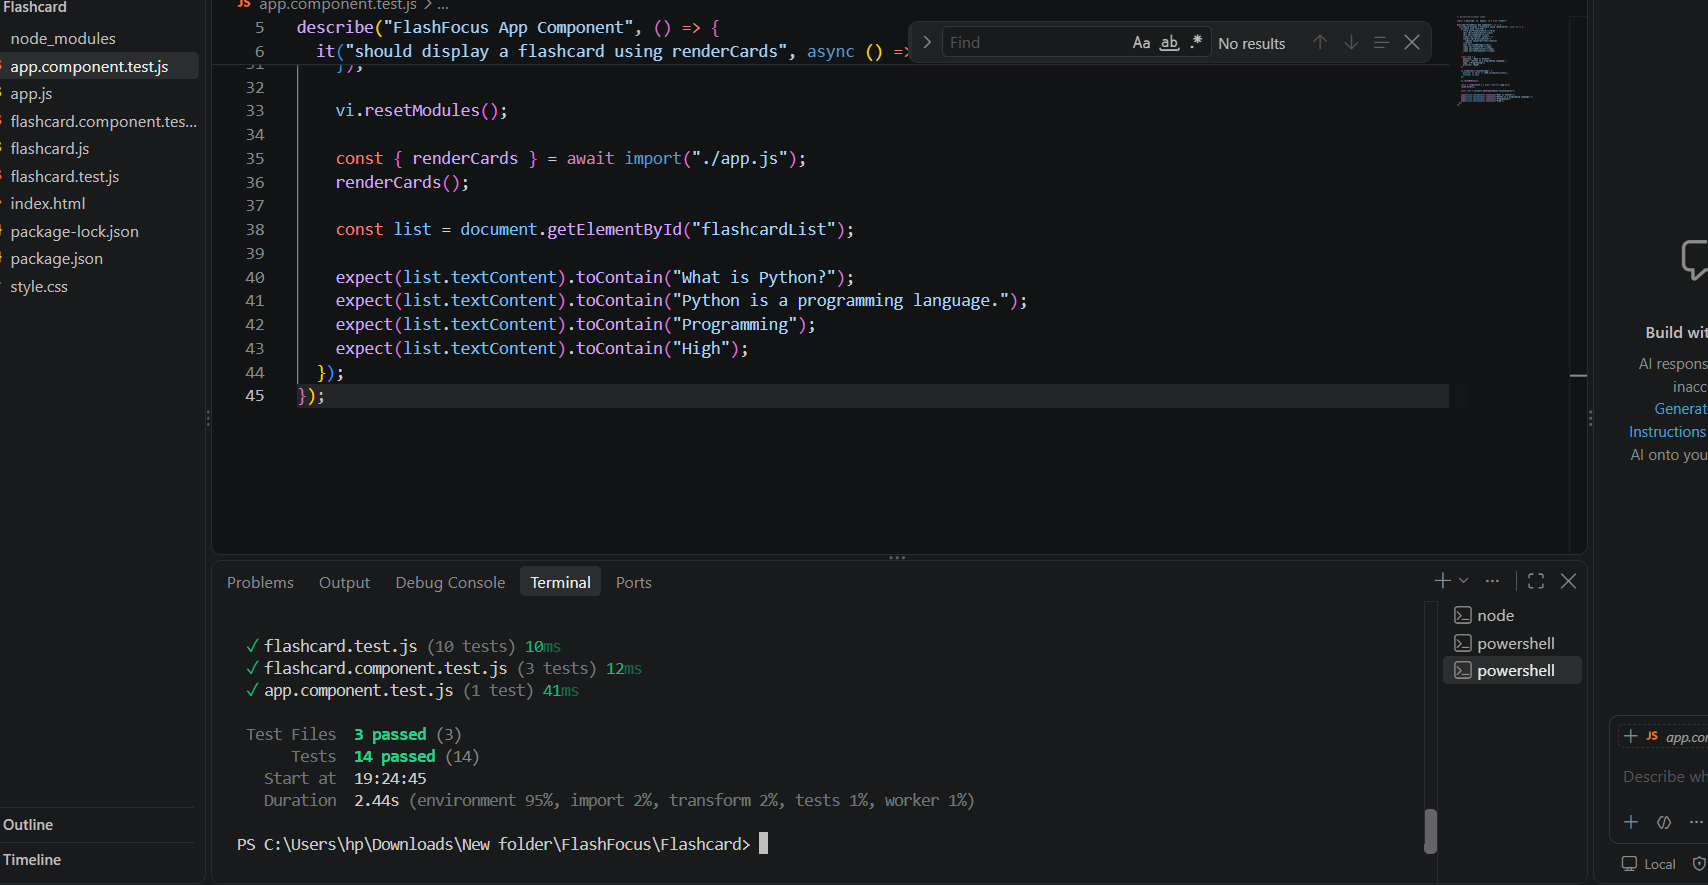 Flashcard
node_modules
app.component.test.js
app.js
flashcard.component.tes...
flashcard.js
flashcard.test.js
index.html
package-lock.json
package.json
style.css
Outline
Timeline
JS app.component.test.js > ...
5 describe("FlashFocus App Component", () => {
6 it("should display a flashcard using renderCards", async () =>
Find
Aa ab .*
No results
31 });
32
33 vi.resetModules();
34
35 const { renderCards } = await import("./app.js");
36 renderCards();
37
38 const list = document.getElementById("flashcardList");
39
40 expect(list.textContent).toContain("What is Python?");
41 expect(list.textContent).toContain("Python is a programming language.");
42 expect(list.textContent).toContain("Programming");
43 expect(list.textContent).toContain("High");
44 });
45 });
Problems Output Debug Console Terminal Ports
✓ flashcard.test.js (10 tests) 10ms
✓ flashcard.component.test.js (3 tests) 12ms
✓ app.component.test.js (1 test) 41ms
Test Files 3 passed (3)
Tests 14 passed (14)
Start at 19:24:45
Duration 2.44s (environment 95%, import 2%, transform 2%, tests 1%, worker 1%)
PS C:\Users\hp\Downloads\New folder\FlashFocus\Flashcard>
node
powershell
powershell
Build wit
AI respons
inacc
Generat
Instructions
AI onto you
JS app.cor
Describe wh
Local